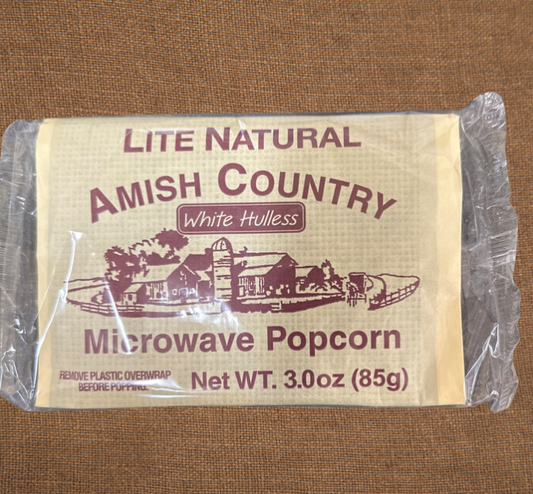 LITE NATURAL
AMISH COUNTRY
White Hulless
Microwave Popcorn
REMOVE PLASTIC OVERWRAP
BEFORE POPPING.
Net WT. 3.0oz (85g)